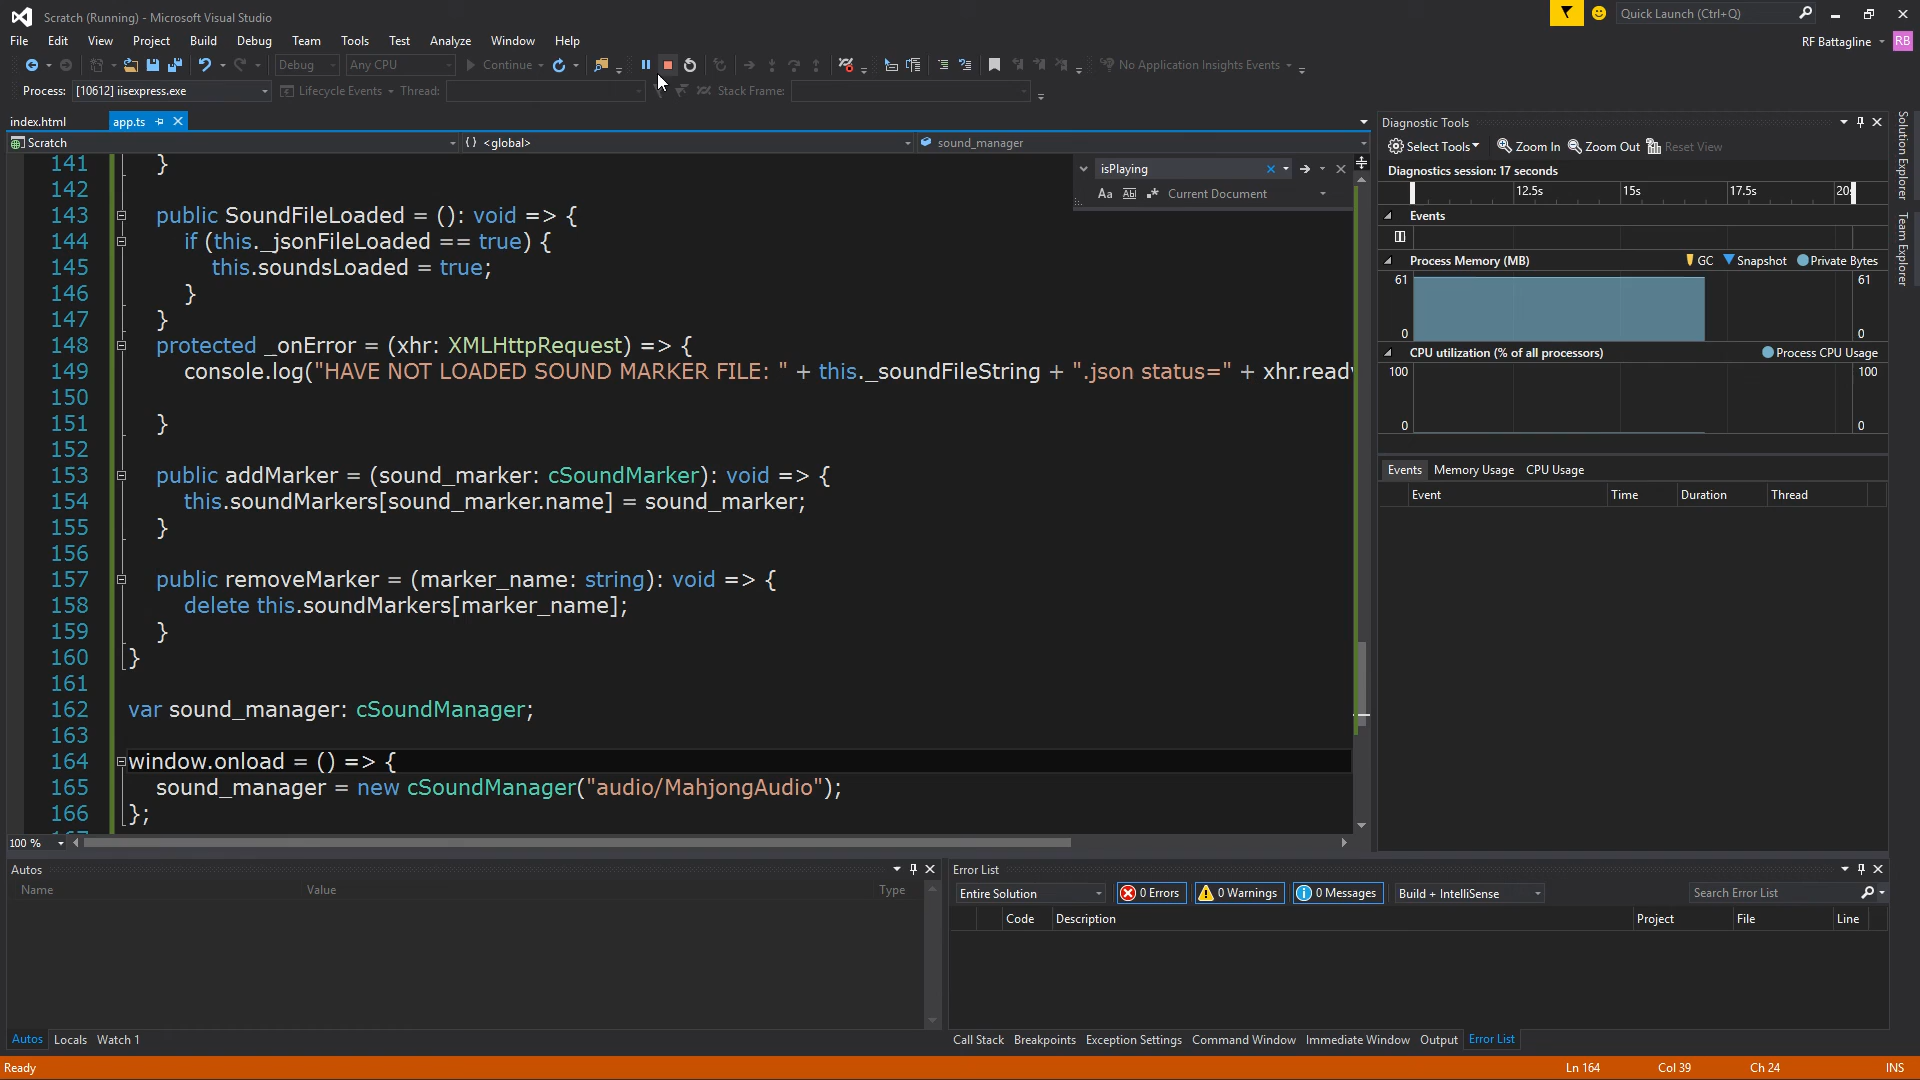 Scratch (Running) - Microsoft Visual Studio
Quick Launch (Ctrl+Q)
File Edit View Project Build Debug Team Tools Test Analyze Window Help
RF Battagline RB
Debug Any CPU Continue No Application Insights Events
Process: [10612] iisexpress.exe Lifecycle Events Thread: Stack Frame:
index.html app.ts
Scratch {} <global> sound_manager
isPlaying
Aa Ab Current Document
141 }
142
143 public SoundFileLoaded = (): void => {
144 if (this._jsonFileLoaded == true) {
145 this.soundsLoaded = true;
146 }
147 }
148 protected _onError = (xhr: XMLHttpRequest) => {
149 console.log("HAVE NOT LOADED SOUND MARKER FILE: " + this._soundFileString + ".json status=" + xhr.ready
150
151 }
152
153 public addMarker = (sound_marker: cSoundMarker): void => {
154 this.soundMarkers[sound_marker.name] = sound_marker;
155 }
156
157 public removeMarker = (marker_name: string): void => {
158 delete this.soundMarkers[marker_name];
159 }
160 }
161
162 var sound_manager: cSoundManager;
163
164 window.onload = () => {
165 sound_manager = new cSoundManager("audio/MahjongAudio");
166 };
100 %
Diagnostic Tools
Select Tools Zoom In Zoom Out Reset View
Diagnostics session: 17 seconds
12.5s 15s 17.5s 20s
Events
Process Memory (MB) GC Snapshot Private Bytes
61 61
0 0
CPU utilization (% of all processors) Process CPU Usage
100 100
0 0
Events Memory Usage CPU Usage
Event Time Duration Thread
Solution Explorer
Team Explorer
Autos
Name Value Type
Autos Locals Watch 1
Error List
Entire Solution 0 Errors 0 Warnings 0 Messages Build + IntelliSense Search Error List
Code Description Project File Line
Call Stack Breakpoints Exception Settings Command Window Immediate Window Output Error List
Ready Ln 164 Col 39 Ch 24 INS